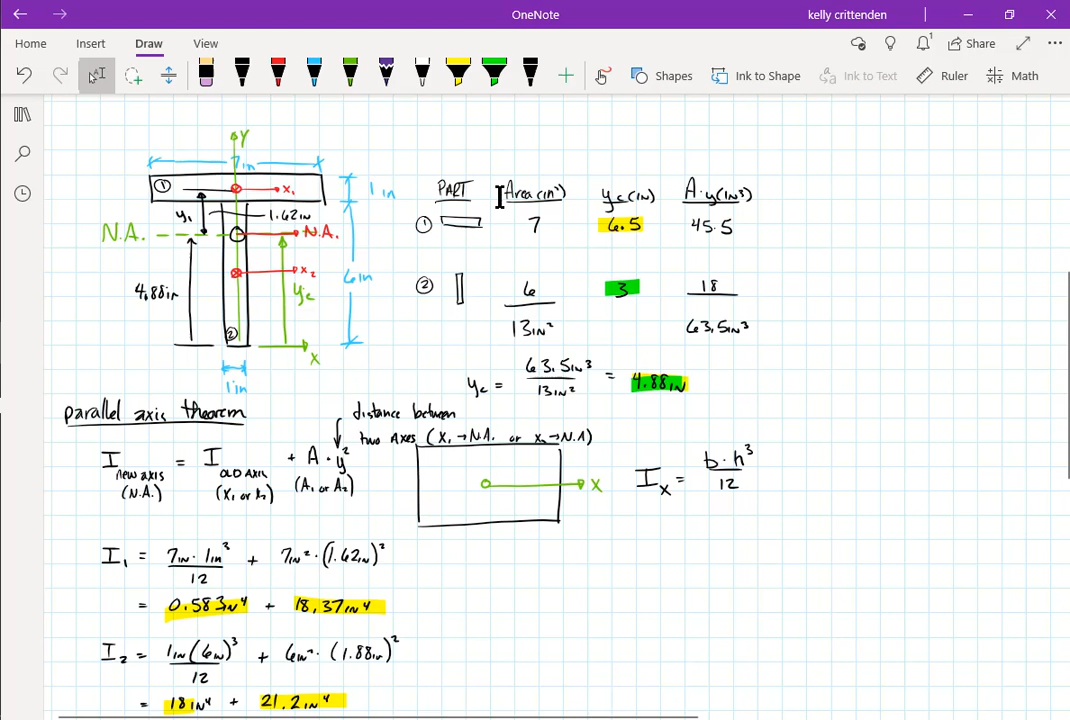 OneNote
kelly crittenden
Home Insert Draw View
Share
Shapes Ink to Shape Ink to Text Ruler Math
Y
7in
① x₁ 1in
y₁ 1.62in
N.A. N.A.
x₂ 6in
4.88in yc
② X
1in
PART Area(in²) yc(IN) A·y(IN³)
① 7 6.5 45.5
② 6 3 18
13IN² 63.5IN³
yc = 63.5IN³ / 13IN² = 4.88IN
parallel axis theorem
distance between
two Axes (X₁→N.A. or x₂→N.A)
I new axis (N.A.) = I OLD AXIS (X₁ or X₂) + A · y² (A₁ or A₂)
X
Ix = b·h³ / 12
I₁ = 7IN·1IN³ / 12 + 7IN²·(1.62IN)²
= 0.583IN⁴ + 18.37IN⁴
I₂ = 1IN(6IN)³ / 12 + 6IN²·(1.88IN)²
= 18IN⁴ + 21.2IN⁴